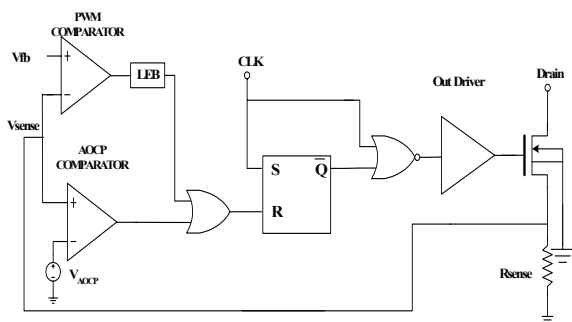 PWM
COMPARATOR
Vfb
+
−
LEB
CLK
Out Driver
Drain
Vsense
AOCP
COMPARATOR
+
−
S
Q̅
R
V_AOCP
+
-
Rsense